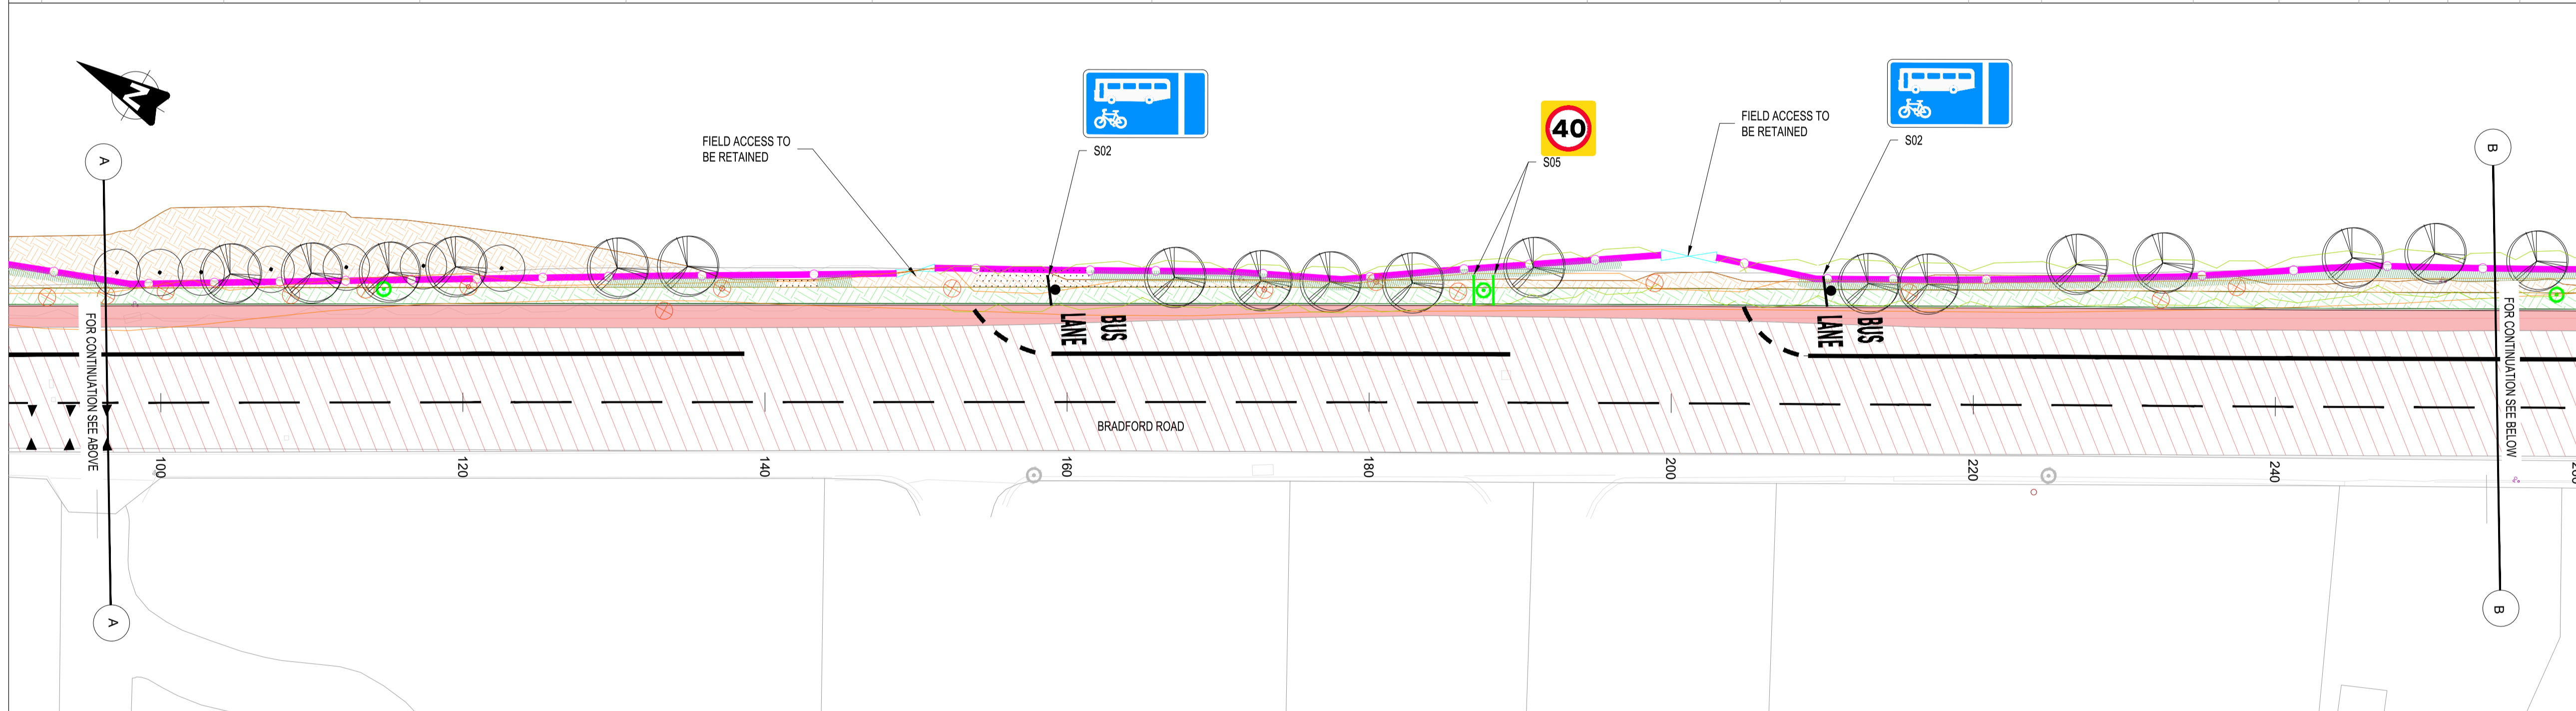 N
A
FIELD ACCESS TO
BE RETAINED
S02
40
S05
FIELD ACCESS TO
BE RETAINED
S02
B
FOR CONTINUATION SEE ABOVE
BUS
LANE
BUS
LANE
FOR CONTINUATION SEE BELOW
BRADFORD ROAD
100
120
140
160
180
200
220
240
A
B